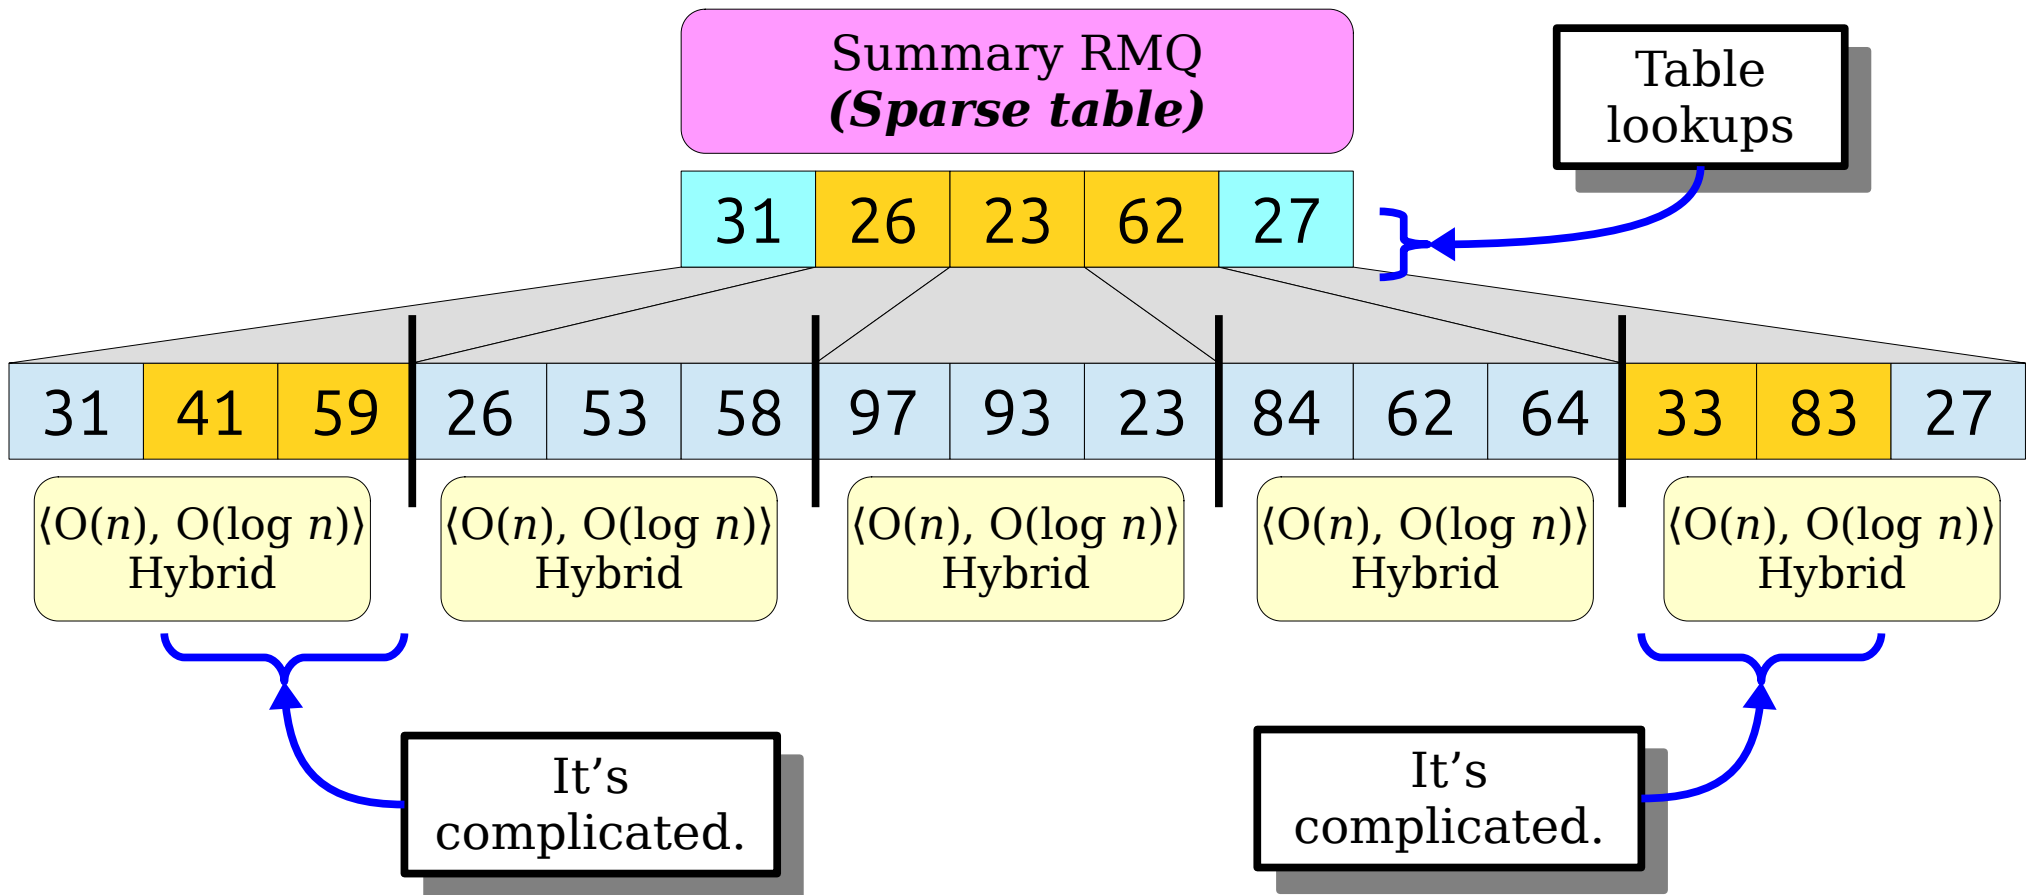 Summary RMQ
(Sparse table)
Table
lookups
31 26 23 62 27
31 41 59 26 53 58 97 93 23 84 62 64 33 83 27
⟨O(n), O(log n)⟩
Hybrid
⟨O(n), O(log n)⟩
Hybrid
⟨O(n), O(log n)⟩
Hybrid
⟨O(n), O(log n)⟩
Hybrid
⟨O(n), O(log n)⟩
Hybrid
It’s
complicated.
It’s
complicated.